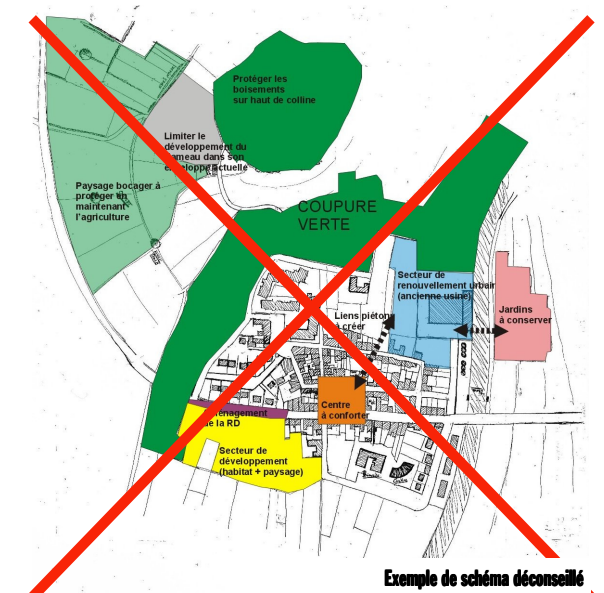 Protéger les
boisements
sur haut de colline
Limiter le
développement du
hameau dans son
enveloppe actuelle
Paysage bocager à
protéger en
maintenant
l'agriculture
COUPURE
VERTE
Secteur de
renouvellement urbain
(ancienne usine)
Liens piétons
à créer
Jardins
à conserver
Centre
à conforter
Aménagement
de la RD
Secteur de
développement
(habitat + paysage)
Exemple de schéma déconseillé